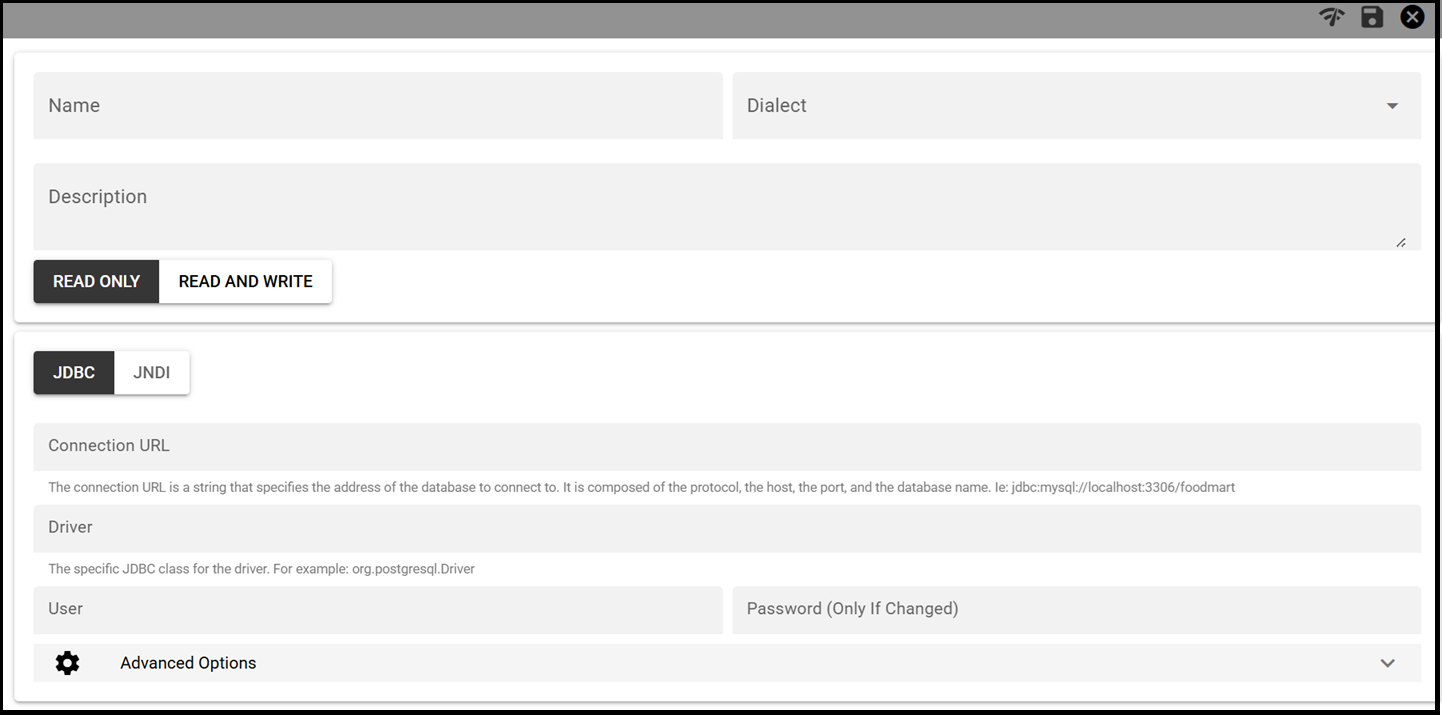 Name
Dialect
Description
READ ONLY
READ AND WRITE
JDBC
JNDI
Connection URL
The connection URL is a string that specifies the address of the database to connect to. It is composed of the protocol, the host, the port, and the database name. Ie: jdbc:mysql://localhost:3306/foodmart
Driver
The specific JDBC class for the driver. For example: org.postgresql.Driver
User
Password (Only If Changed)
Advanced Options